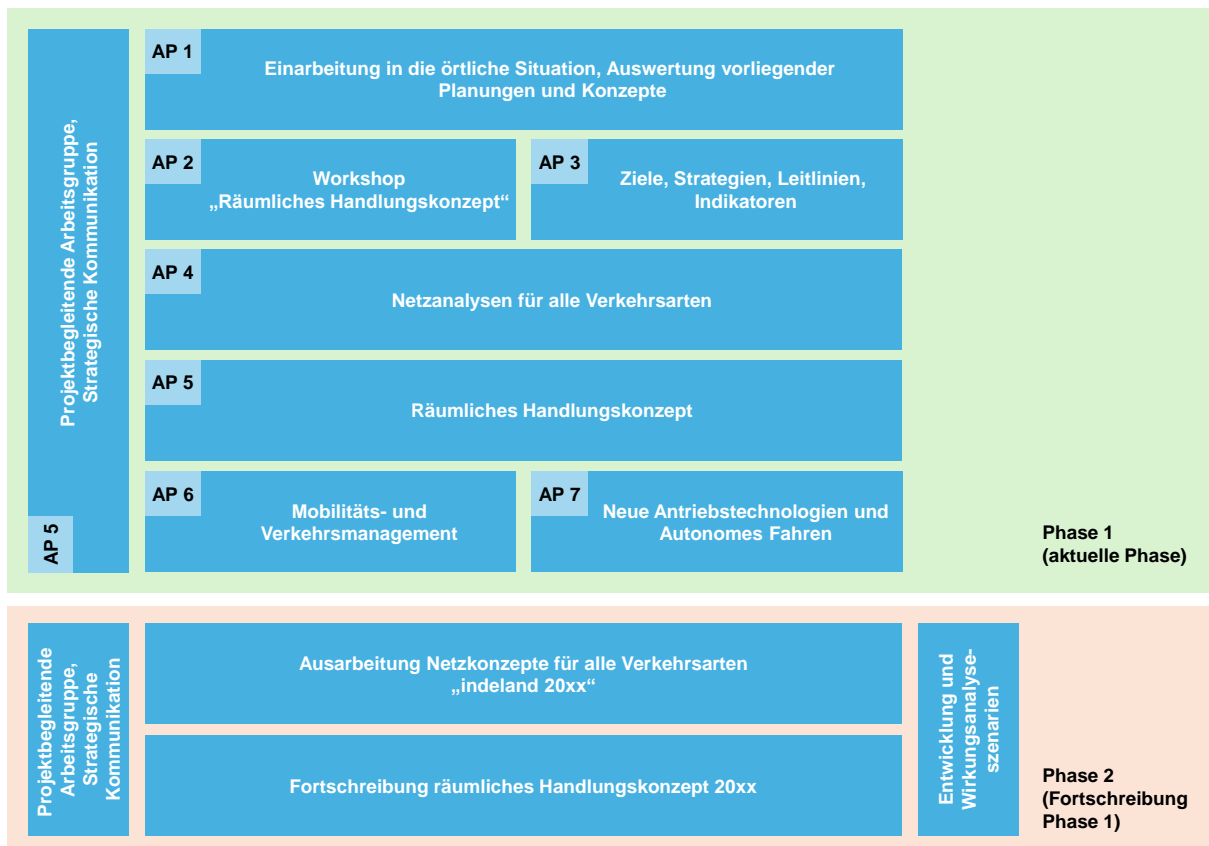 Projektbegleitende Arbeitsgruppe,
Strategische Kommunikation
AP 5
AP 1
Einarbeitung in die örtliche Situation, Auswertung vorliegender
Planungen und Konzepte
AP 2
Workshop
„Räumliches Handlungskonzept“
AP 3
Ziele, Strategien, Leitlinien,
Indikatoren
AP 4
Netzanalysen für alle Verkehrsarten
AP 5
Räumliches Handlungskonzept
AP 6
Mobilitäts- und
Verkehrsmanagement
AP 7
Neue Antriebstechnologien und
Autonomes Fahren
Phase 1
(aktuelle Phase)
Projektbegleitende
Arbeitsgruppe,
Strategische
Kommunikation
Ausarbeitung Netzkonzepte für alle Verkehrsarten
„indeland 20xx“
Fortschreibung räumliches Handlungskonzept 20xx
Entwicklung und
Wirkungsanalyse-
szenarien
Phase 2
(Fortschreibung
Phase 1)